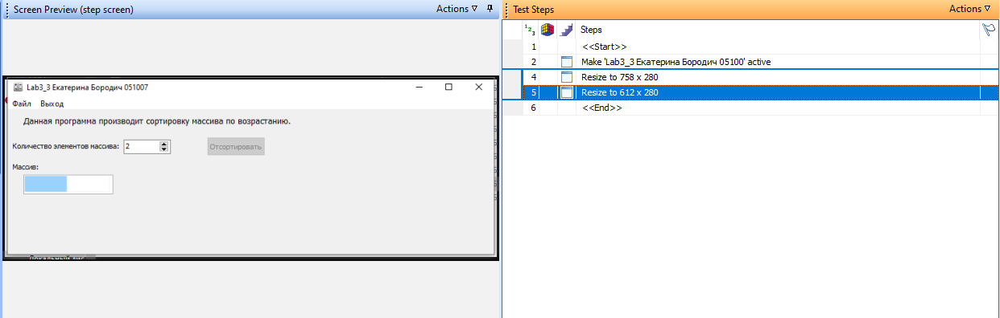 Screen Preview (step screen)
Actions
Lab3_3 Екатерина Бородич 051007
Файл Выход
Данная программа производит сортировку массива по возрастанию.
Количество элементов массива: 2
Отсортировать
Массив:
Test Steps
Actions
Steps
1 <<Start>>
2 Make 'Lab3_3 Екатерина Бородич 05100' active
4 Resize to 758 x 280
5 Resize to 612 x 280
6 <<End>>